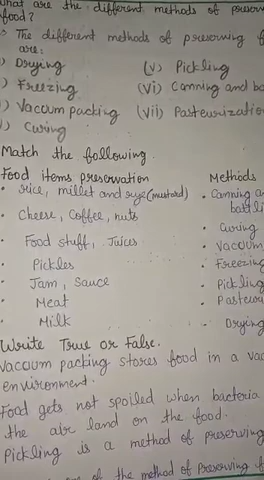 what are the different methods of preserv
food?
The different methods of preserving f
are:
) Drying (v) Pickling
) Freezing (vi) Canning and bo
) Vacuum packing (vii) Pasteurizatio
) Curing
Match the following.
Food items preservation Methods
• rice, millet and rye (mustard) • Canning an
bottli
• Cheese, Coffee, nuts • Curing
• Food stuff, Juices • Vacuum
• Pickles • Freezing
• Jam, Sauce • Pickling
• Meat • Pasteuri
• Milk • Drying
Write True or False.
Vacuum packing stores food in a vac
environment.
Food gets not spoiled when bacteria
the air land on the food.
Pickling is a method of preserving
of the method of preserving f